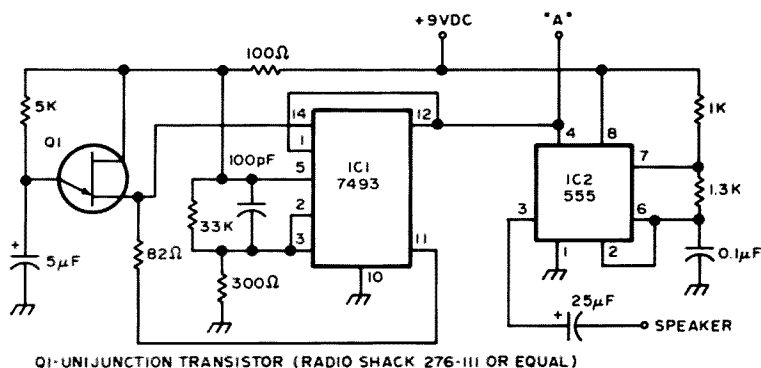 +9VDC
"A"
100Ω
5K
Q1
14
12
1
100pF
5
IC1
7493
2
33K
3
11
82Ω
10
+
5µF
300Ω
4
8
1K
7
IC2
555
1.3K
3
6
1
2
0.1µF
25µF
+
SPEAKER
Q1-UNIJUNCTION TRANSISTOR (RADIO SHACK 276-111 OR EQUAL)